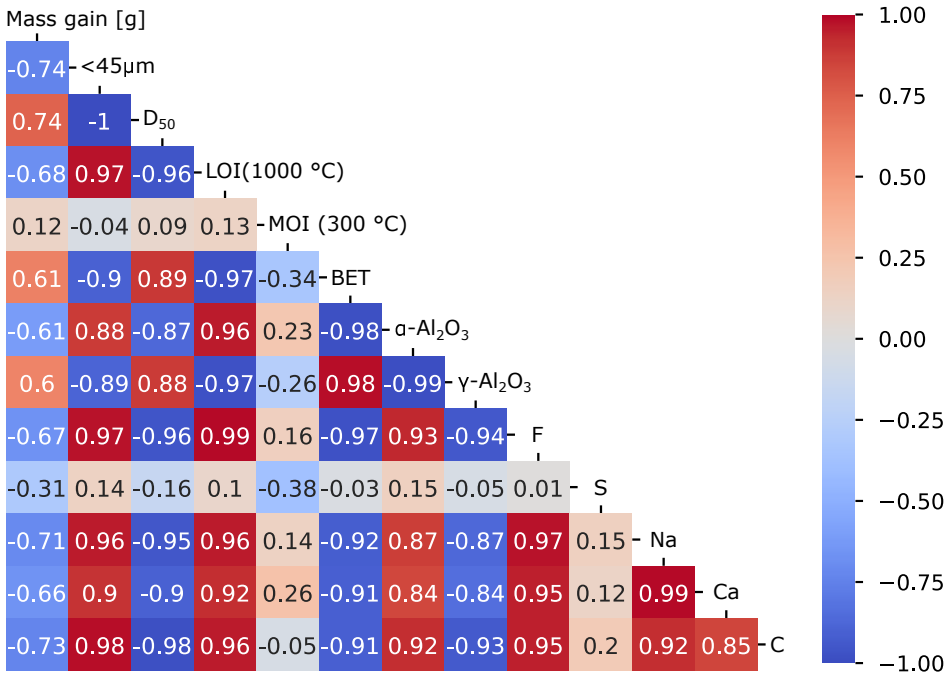 Mass gain [g]
1.00
-0.74 <45µm
0.75
0.74 -1 D₅₀
-0.68 0.97 -0.96 LOI(1000 °C)
0.50
0.12 -0.04 0.09 0.13 MOI (300 °C)
0.25
0.61 -0.9 0.89 -0.97 -0.34 BET
-0.61 0.88 -0.87 0.96 0.23 -0.98 α-Al₂O₃
0.00
0.6 -0.89 0.88 -0.97 -0.26 0.98 -0.99 γ-Al₂O₃
−0.25
-0.67 0.97 -0.96 0.99 0.16 -0.97 0.93 -0.94 F
-0.31 0.14 -0.16 0.1 -0.38 -0.03 0.15 -0.05 0.01 S
−0.50
-0.71 0.96 -0.95 0.96 0.14 -0.92 0.87 -0.87 0.97 0.15 Na
−0.75
-0.66 0.9 -0.9 0.92 0.26 -0.91 0.84 -0.84 0.95 0.12 0.99 Ca
-0.73 0.98 -0.98 0.96 -0.05 -0.91 0.92 -0.93 0.95 0.2 0.92 0.85 C
−1.00